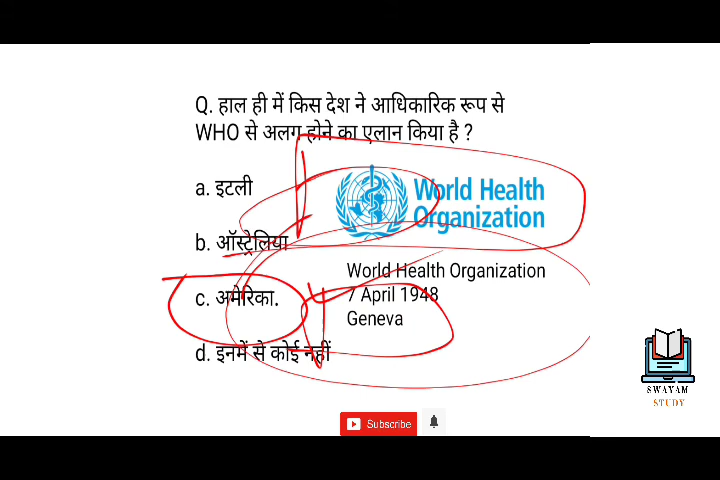 Q. हाल ही में किस देश ने आधिकारिक रूप से
WHO से अलग होने का एलान किया है ?
a. इटली
World Health
Organization
b. ऑस्ट्रेलिया
World Health Organization
c. अमेरिका.
7 April 1948
Geneva
d. इनमें से कोई नहीं
SWAYAM
STUDY
Subscribe